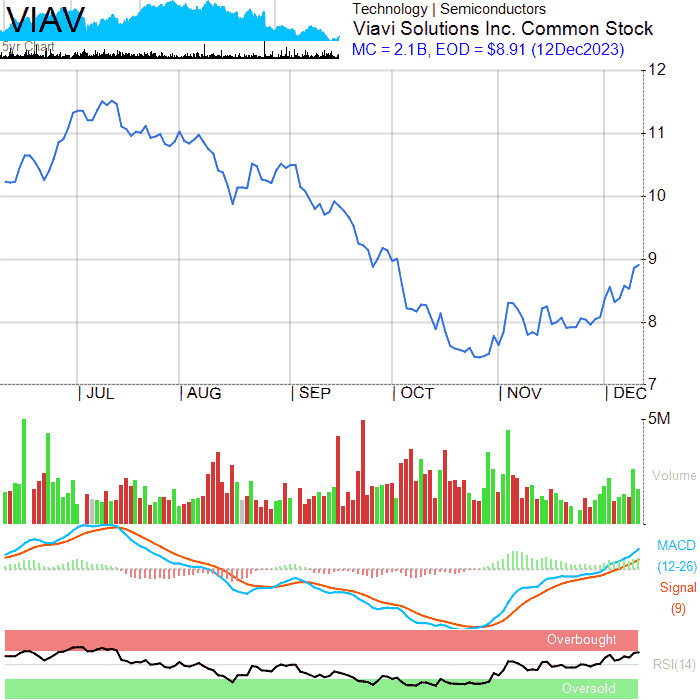 VIAV
5yr Chart
Technology | Semiconductors
Viavi Solutions Inc. Common Stock
MC = 2.1B, EOD = $8.91 (12Dec2023)
12
11
10
9
8
7
|JUL |AUG |SEP |OCT |NOV |DEC
5M
Volume
MACD
(12-26)
Signal
(9)
Overbought
RSI(14)
Oversold